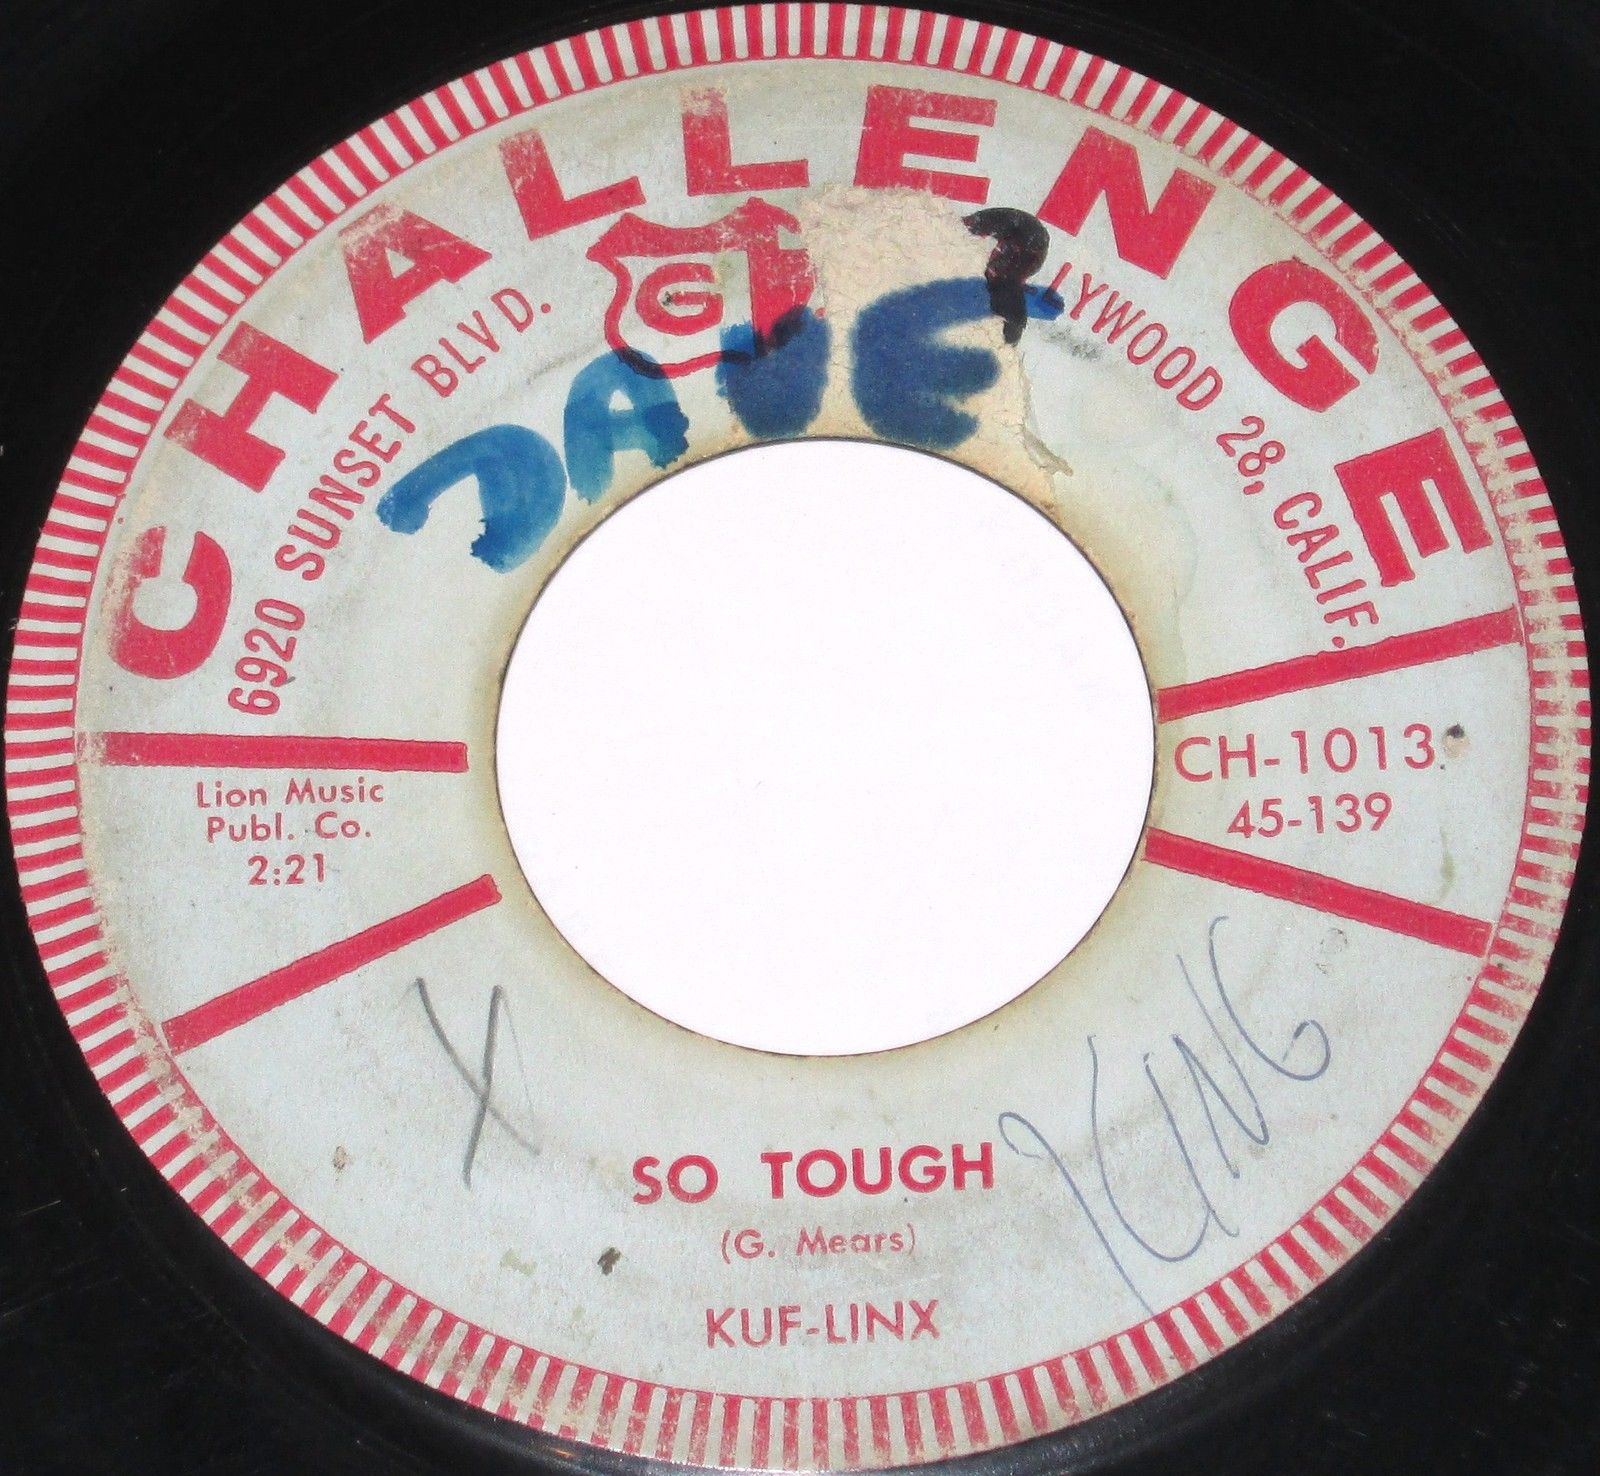 CHALLENGE
G
6920 SUNSET BLVD. LYWOOD 28, CALIF.
DAVE
?
Lion Music
Publ. Co.
2:21
CH-1013
45-139
X
KING
SO TOUGH
(G. Mears)
KUF-LINX